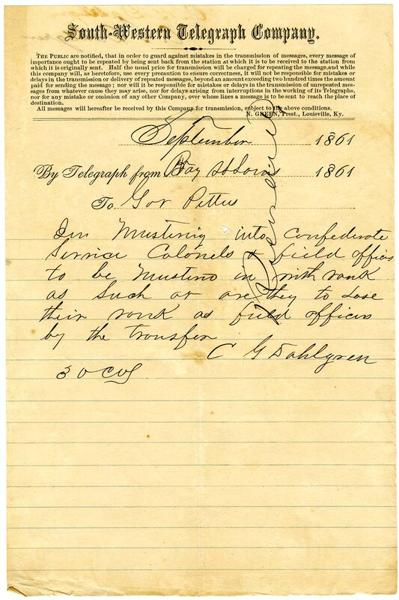 South-Western Telegraph Company.
THE PUBLIC are notified, that in order to guard against mistakes in the transmission of messages, every message of
importance ought to be repeated by being sent back from the station at which it is to be received to the station from
which it is originally sent. Half the usual price for transmission will be charged for repeating the message, and while
this company will, as heretofore, use every precaution to ensure correctness, it will not be responsible for mistakes or
delays in the transmission or delivery of repeated messages, beyond an amount exceeding two hundred times the amount
paid for sending the message; nor will it be responsible for mistakes or delays in the transmission of unrepeated messages
from whatever cause they may arise, nor for delays arising from interruptions in the working of its Telegraphs,
nor for any mistake or omission of any other Company, over whose lines a message is to be sent to reach the place of
destination.
All messages will hereafter be received by this Company for transmission, subject to the above conditions.
N. GREEN, Prest., Louisville, Ky.
September 1861
By Telegraph from Bay St Louis 1861
To Gov Pettus
In Mustering into Confederate
Service Colonels & field officers
to be Musterd in with rank
as such or are they to lose
their rank as field officers
by the transfer
C G Dahlgren
30